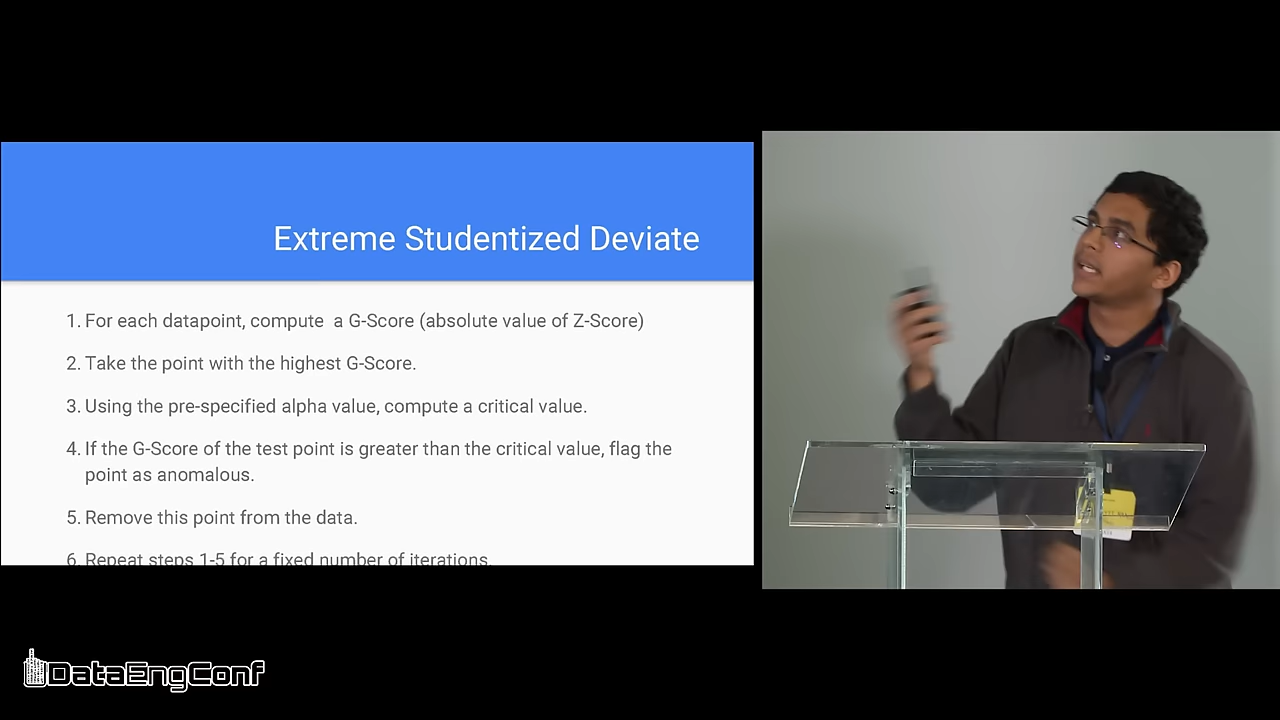 Extreme Studentized Deviate
1. For each datapoint, compute a G-Score (absolute value of Z-Score)
2. Take the point with the highest G-Score.
3. Using the pre-specified alpha value, compute a critical value.
4. If the G-Score of the test point is greater than the critical value, flag the
point as anomalous.
5. Remove this point from the data.
6. Repeat steps 1-5 for a fixed number of iterations.
DataEngConf